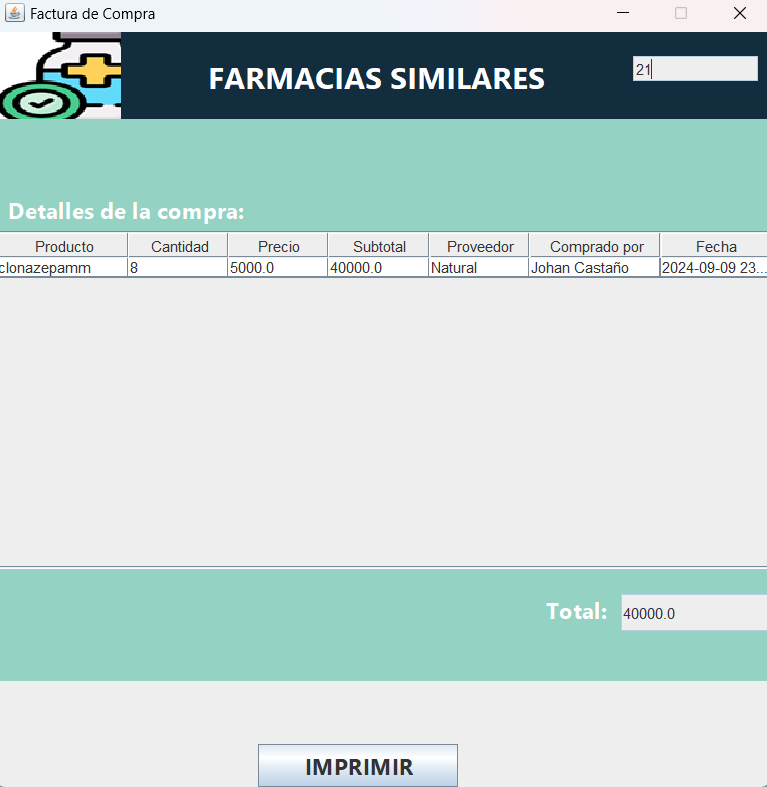 Factura de Compra
FARMACIAS SIMILARES
21
Detalles de la compra:
Producto Cantidad Precio Subtotal Proveedor Comprado por Fecha
clonazepamm 8 5000.0 40000.0 Natural Johan Castaño 2024-09-09 23...
Total: 40000.0
IMPRIMIR